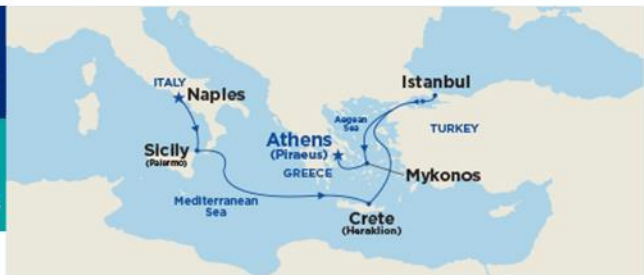 ITALY
Naples
Istanbul
Aegean
Sea
TURKEY
Athens
(Piraeus)
Sicily
(Palermo)
GREECE
Mykonos
Mediterranean
Sea
Crete
(Heraklion)